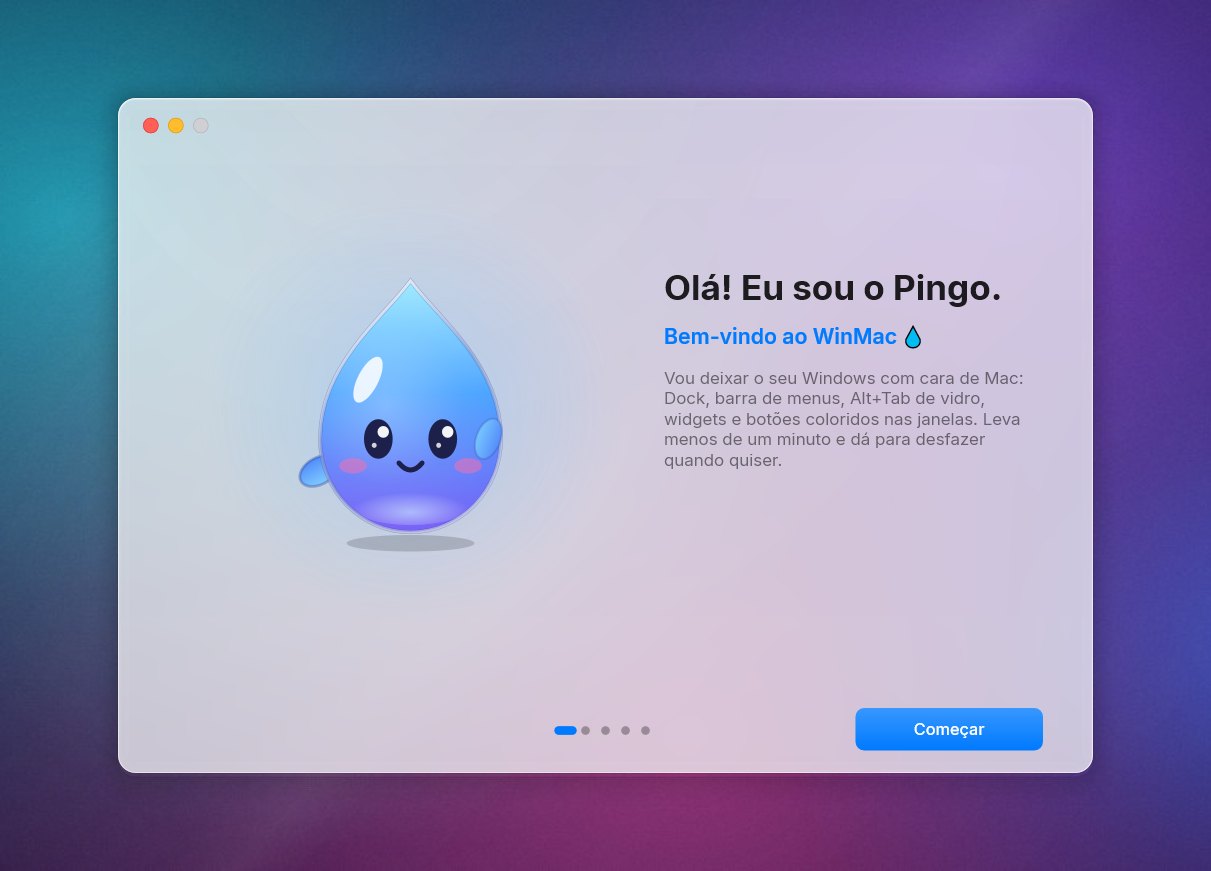 Olá! Eu sou o Pingo.
Bem-vindo ao WinMac 💧
Vou deixar o seu Windows com cara de Mac:
Dock, barra de menus, Alt+Tab de vidro,
widgets e botões coloridos nas janelas. Leva
menos de um minuto e dá para desfazer
quando quiser.
Começar